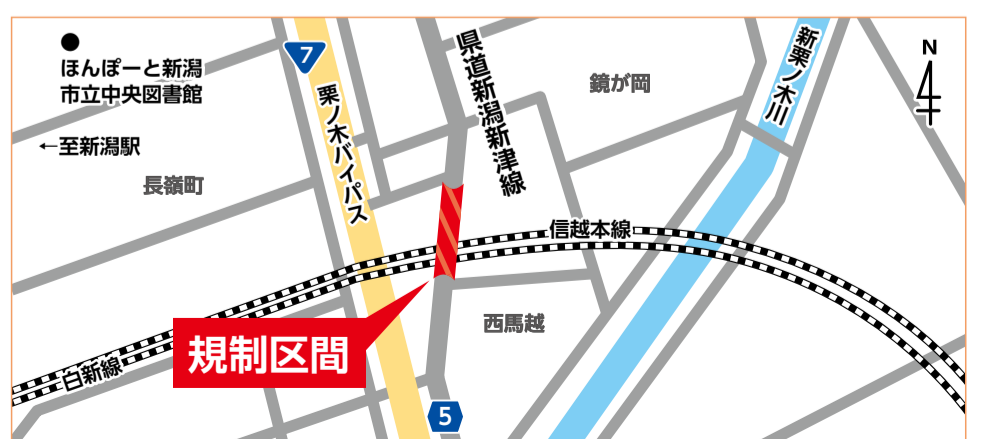 ほんぽーと新潟
市立中央図書館
←至新潟駅
長嶺町
7
栗ノ木バイパス
県道新潟新津線
鏡が岡
新栗ノ木川
N
信越本線
西馬越
規制区間
白新線
5